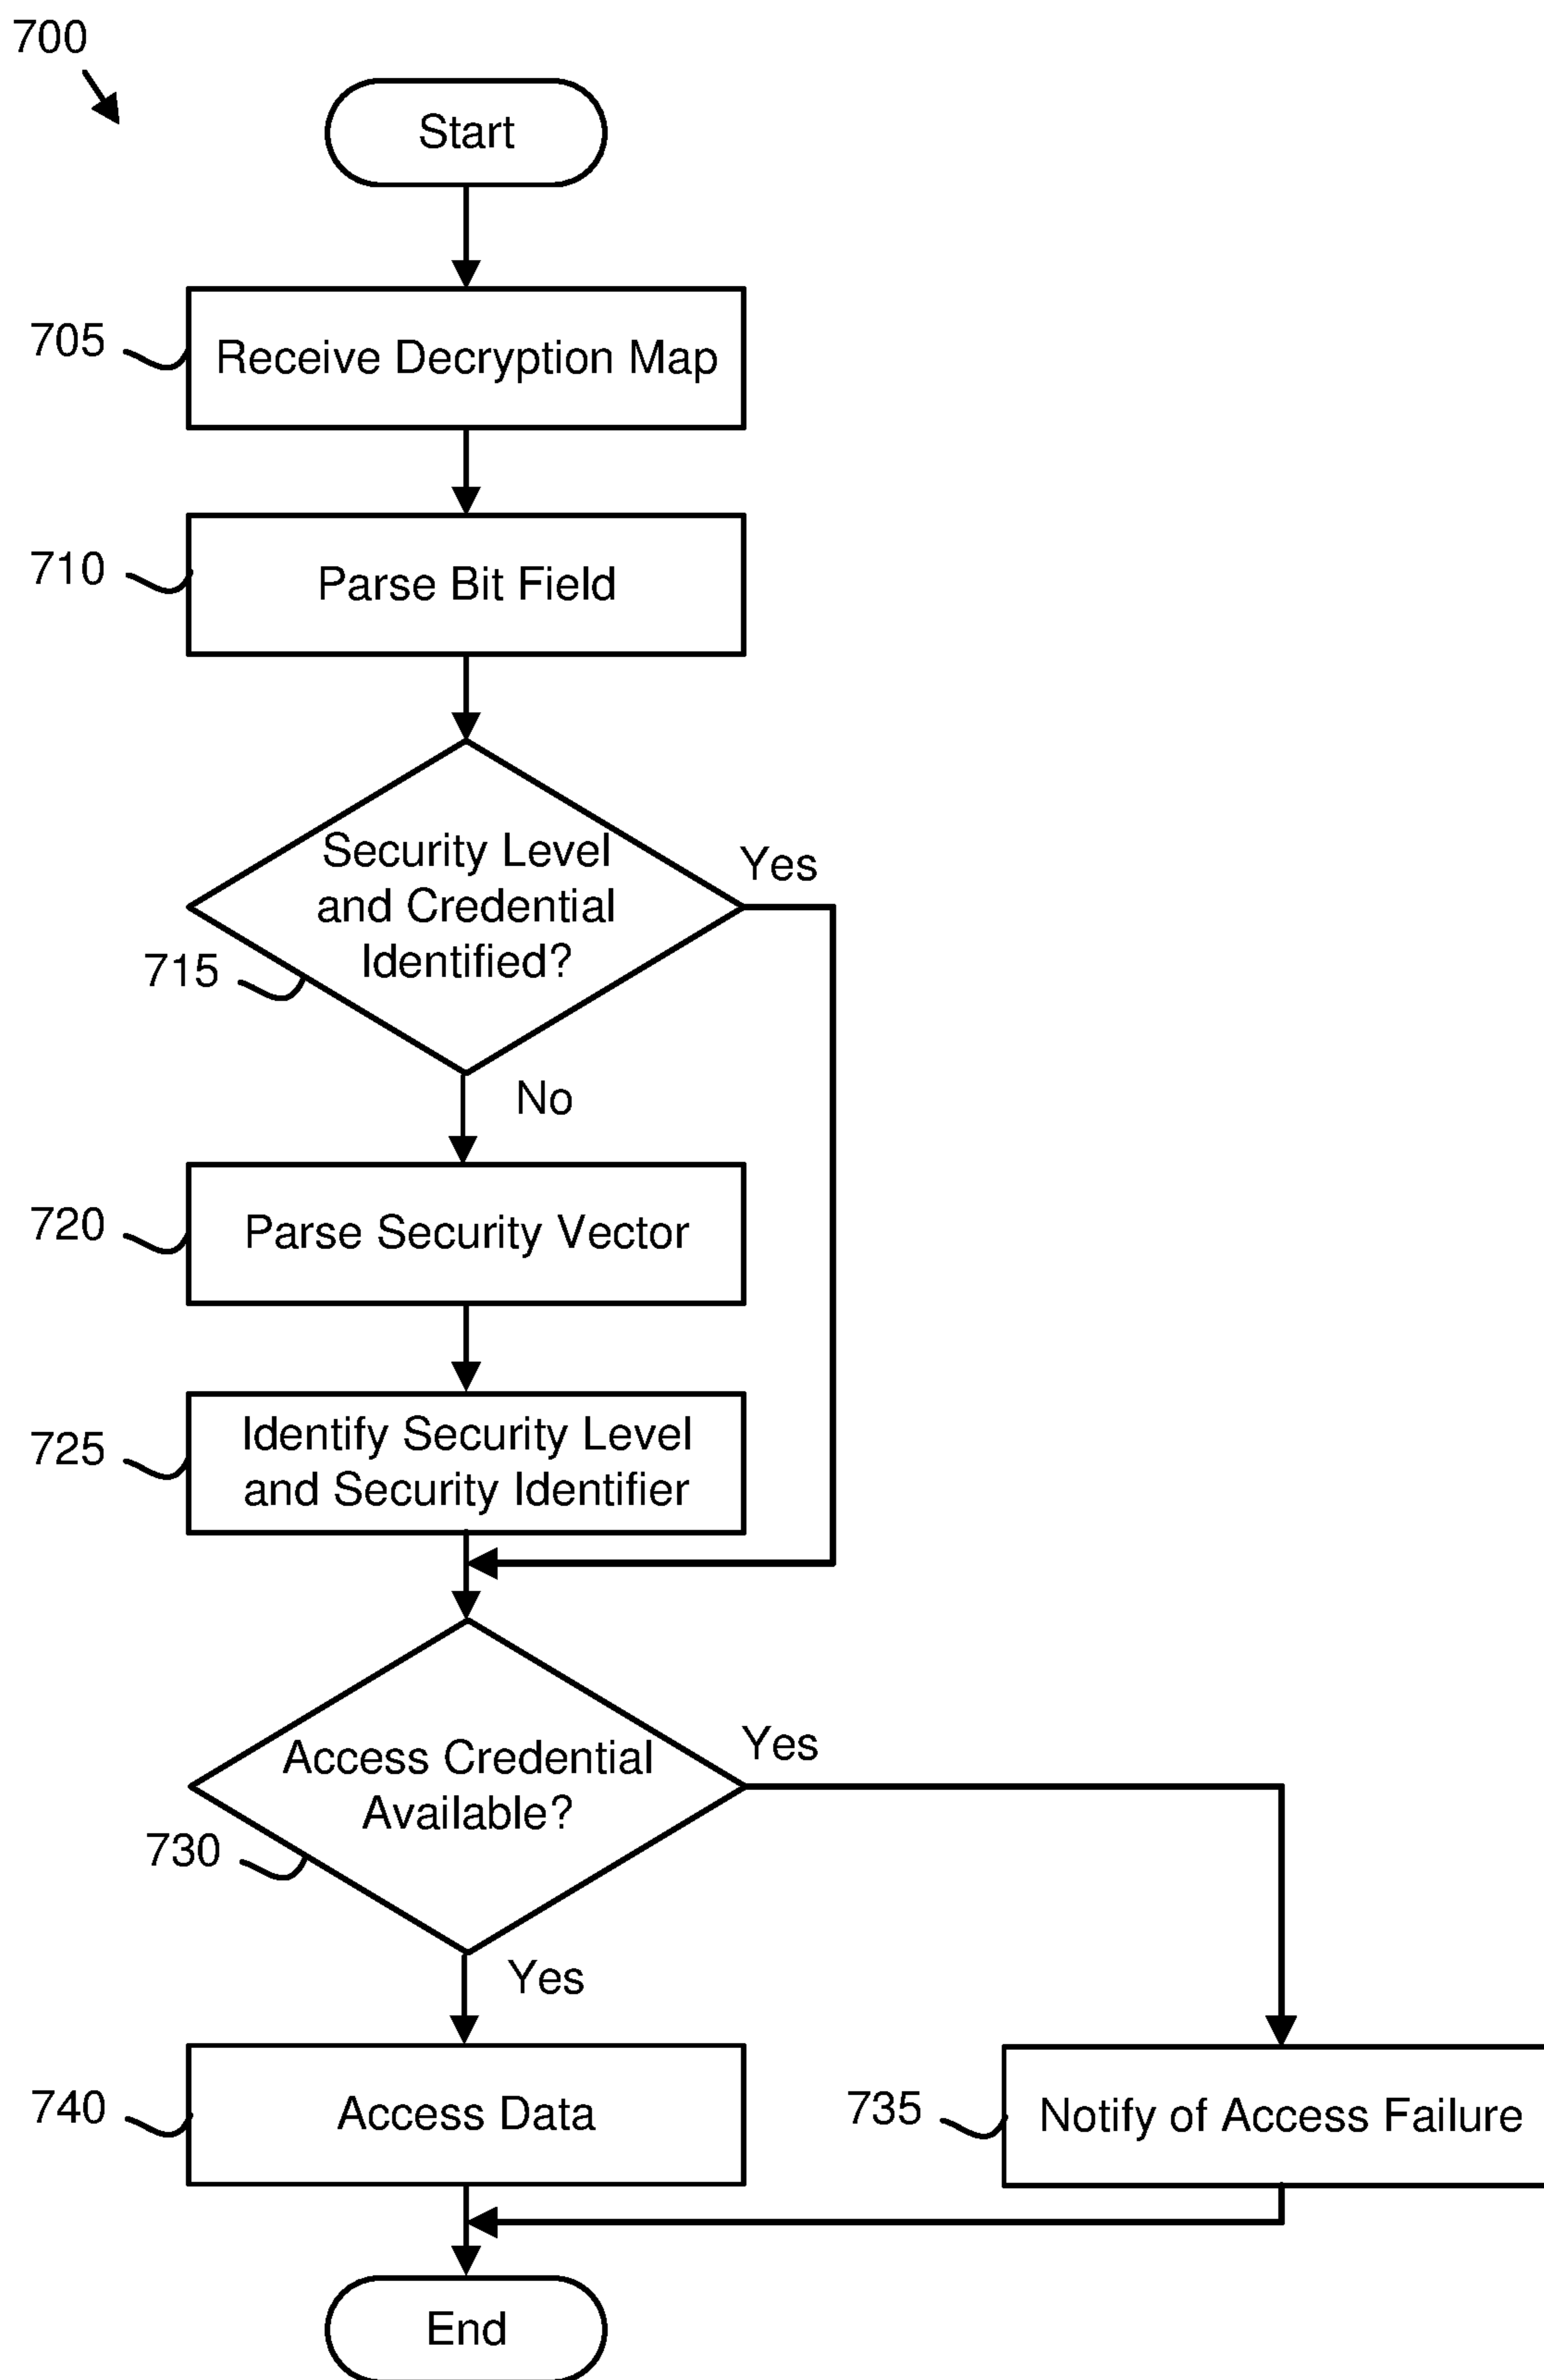 700
Start
705
Receive Decryption Map
710
Parse Bit Field
Security Level
and Credential
Identified?
Yes
715
No
720
Parse Security Vector
725
Identify Security Level
and Security Identifier
Access Credential
Available?
Yes
730
Yes
740
Access Data
735
Notify of Access Failure
End